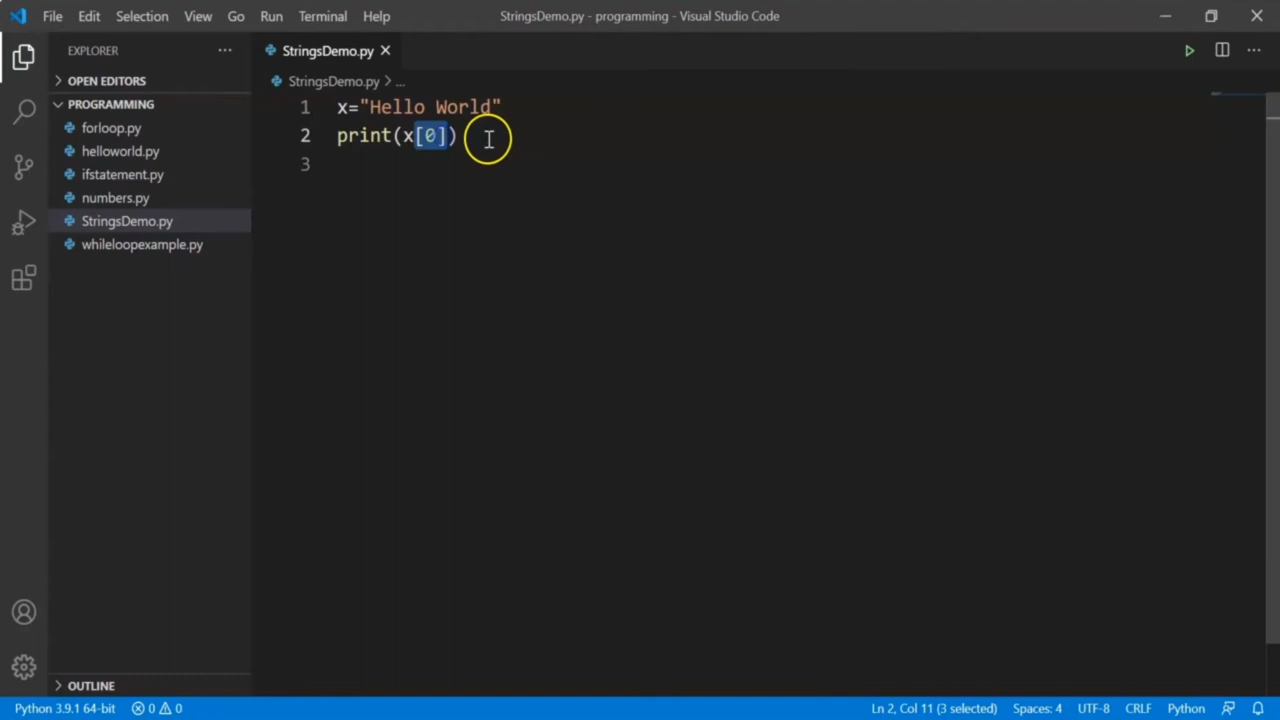 File Edit Selection View Go Run Terminal Help StringsDemo.py - programming - Visual Studio Code
EXPLORER ...
OPEN EDITORS
PROGRAMMING
forloop.py
helloworld.py
ifstatement.py
numbers.py
StringsDemo.py
whileloopexample.py
OUTLINE
StringsDemo.py
StringsDemo.py > ...
1 x="Hello World"
2 print(x[0])
3
Python 3.9.1 64-bit 0 0 Ln 2, Col 11 (3 selected) Spaces: 4 UTF-8 CRLF Python